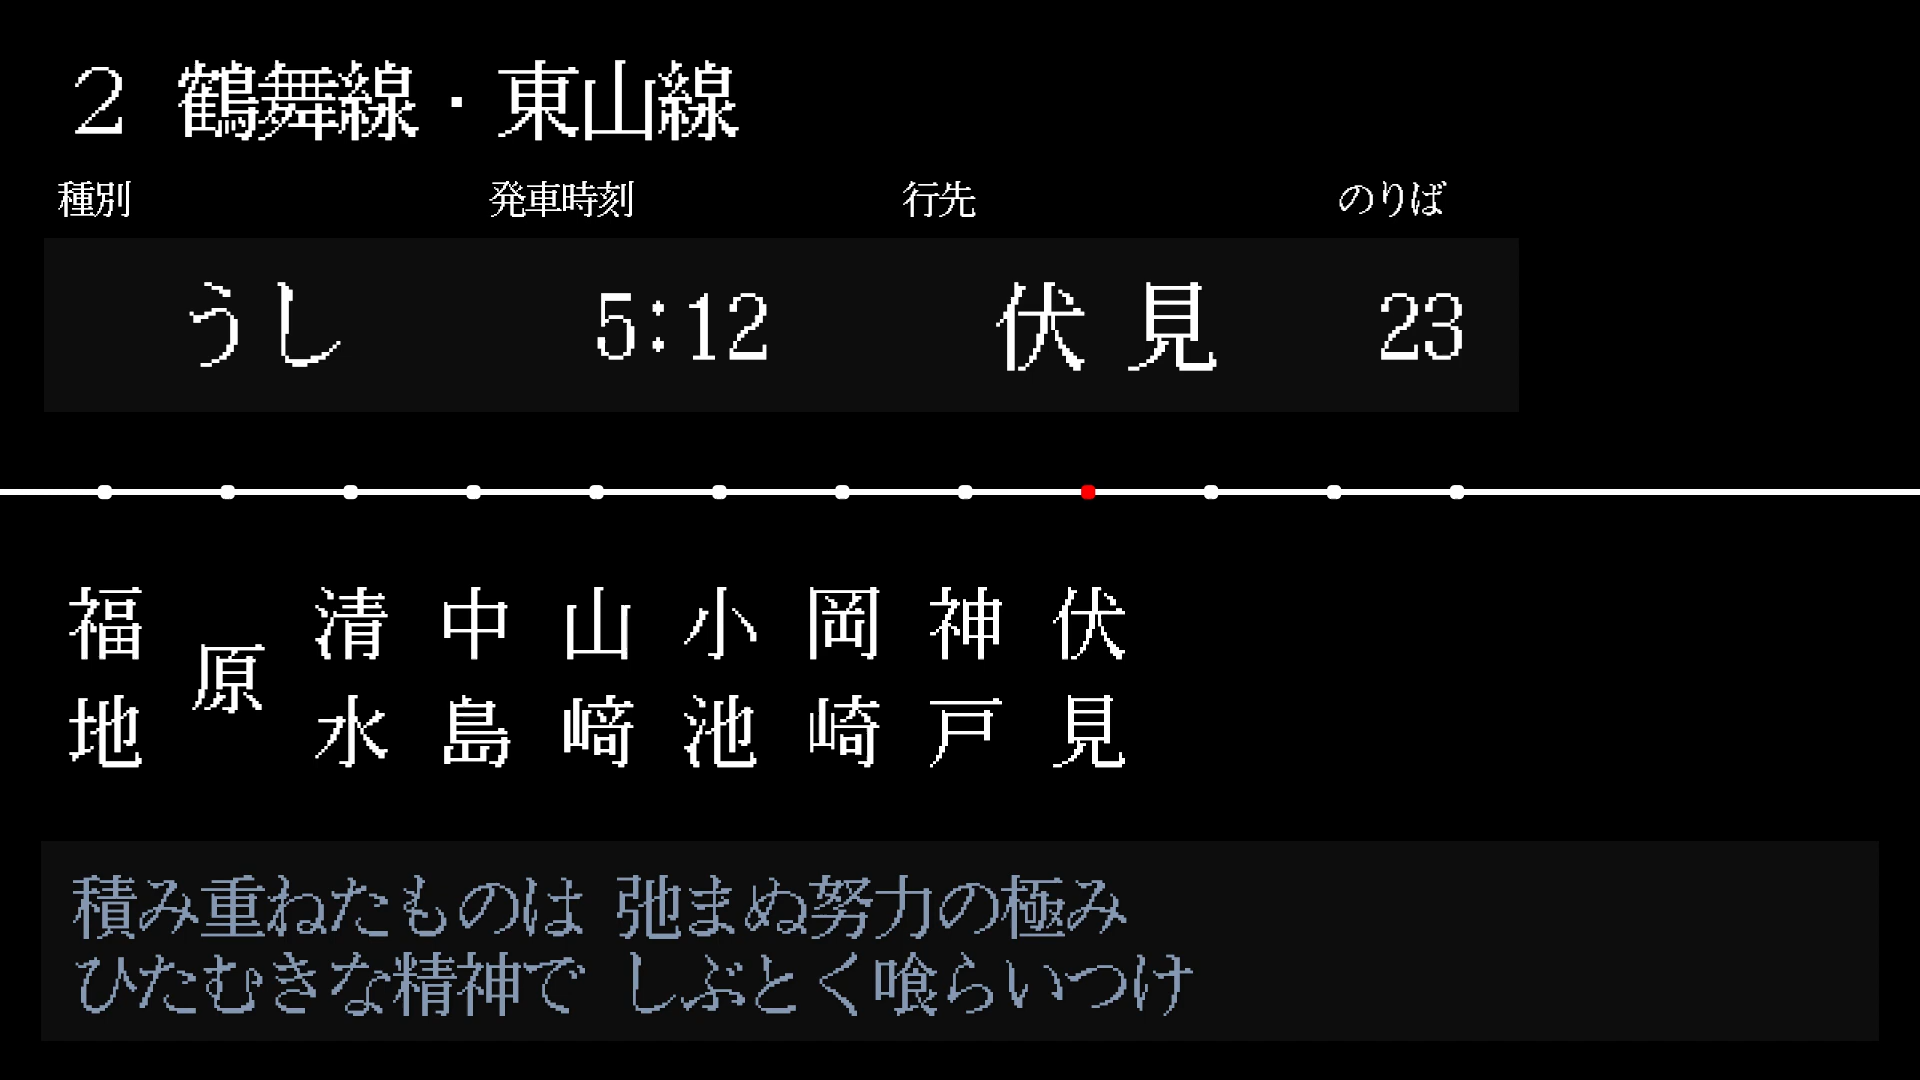 ２ 鶴舞線・東山線
種別 発車時刻 行先 のりば
うし 5:12 伏見 23
福地 原 清水 中島 山﨑 小池 岡崎 神戸 伏見
積み重ねたものは 弛まぬ努力の極み
ひたむきな精神で しぶとく喰らいつけ